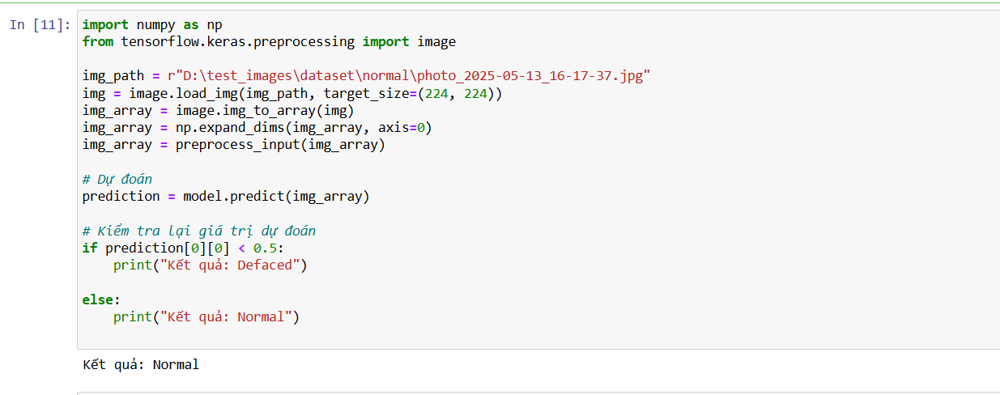 In [11]: import numpy as np
from tensorflow.keras.preprocessing import image
img_path = r"D:\test_images\dataset\normal\photo_2025-05-13_16-17-37.jpg"
img = image.load_img(img_path, target_size=(224, 224))
img_array = image.img_to_array(img)
img_array = np.expand_dims(img_array, axis=0)
img_array = preprocess_input(img_array)
# Dự đoán
prediction = model.predict(img_array)
# Kiểm tra lại giá trị dự đoán
if prediction[0][0] < 0.5:
    print("Kết quả: Defaced")
else:
    print("Kết quả: Normal")
Kết quả: Normal